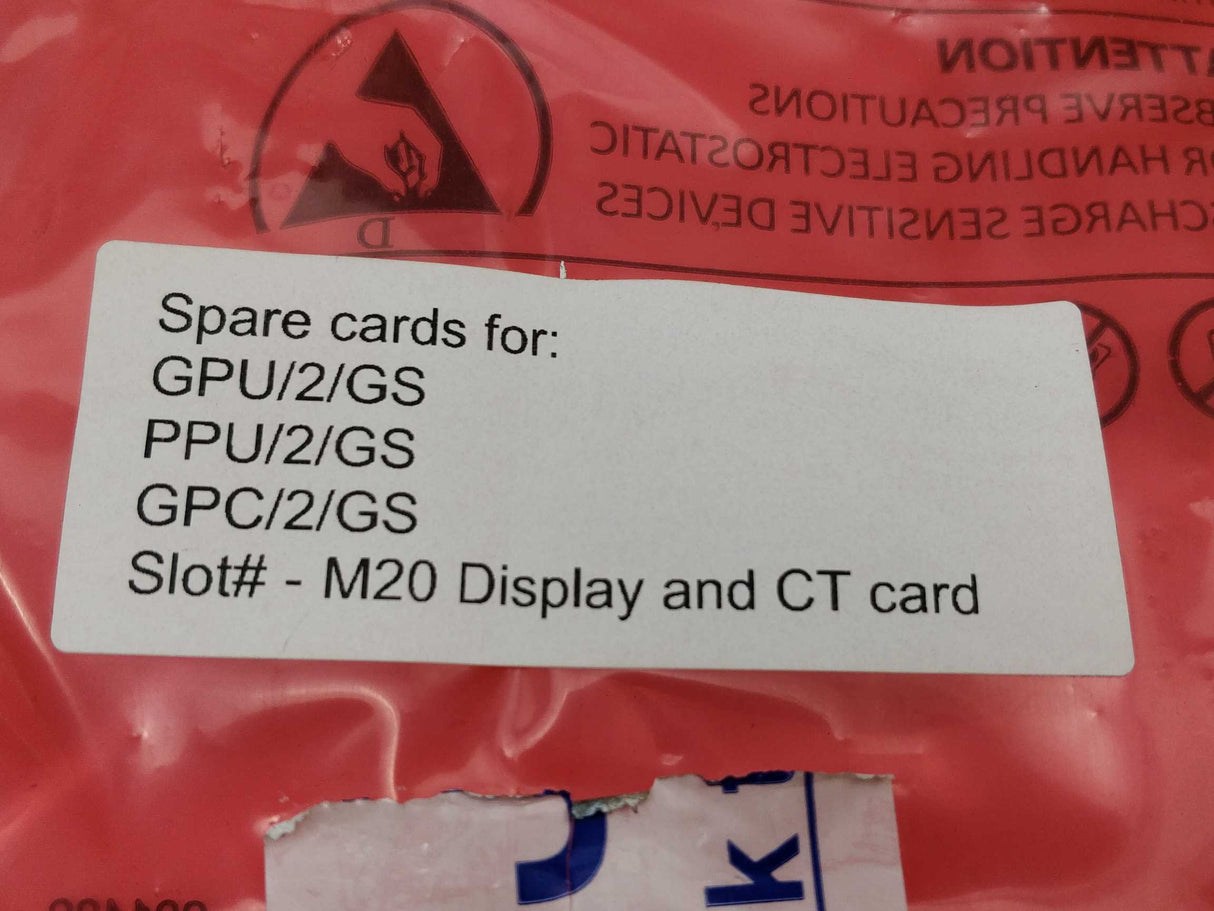 ATTENTION
OBSERVE PRECAUTIONS
FOR HANDLING ELECTROSTATIC
SENSITIVE DEVICES
D
Spare cards for:
GPU/2/GS
PPU/2/GS
GPC/2/GS
Slot# - M20 Display and CT card
k